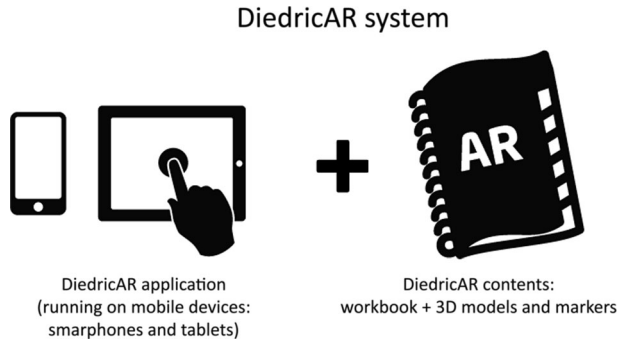 DiedricAR system
AR
DiedricAR application
(running on mobile devices:
smarphones and tablets)
DiedricAR contents:
workbook + 3D models and markers